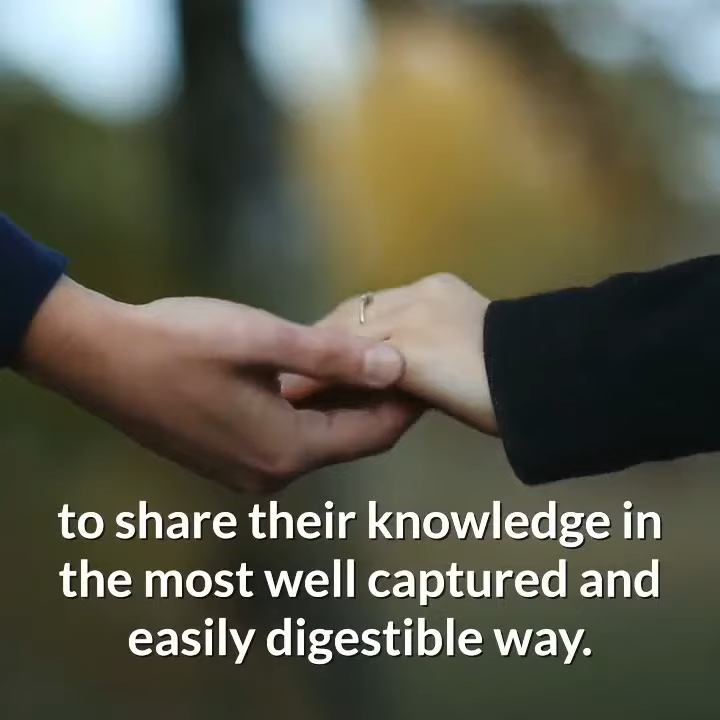 to share their knowledge in
the most well captured and
easily digestible way.